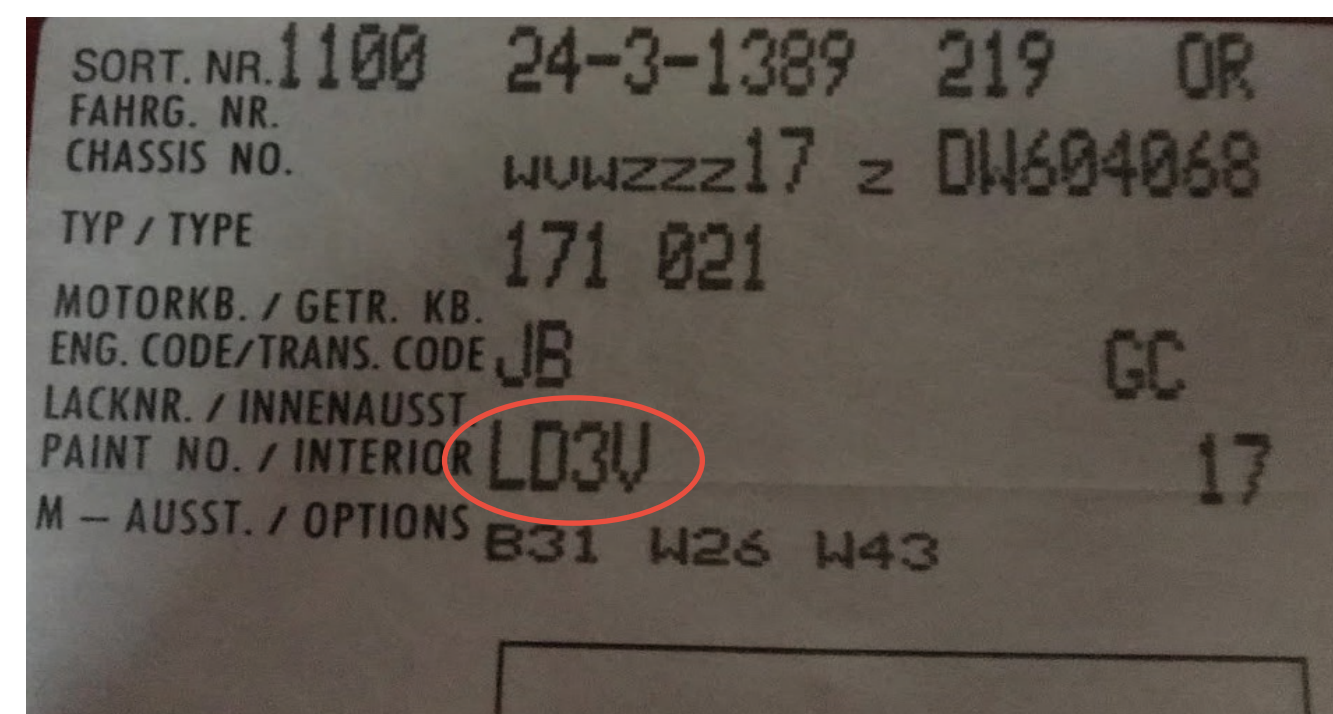 SORT. NR. 1100 24-3-1389 219 OR
FAHRG. NR.
CHASSIS NO. WVWZZZ17 Z DW604068
TYP / TYPE 171 021
MOTORKB. / GETR. KB.
ENG. CODE/TRANS. CODE JB GC
LACKNR. / INNENAUSST
PAINT NO. / INTERIOR LD3V 17
M – AUSST. / OPTIONS B31 W26 W43